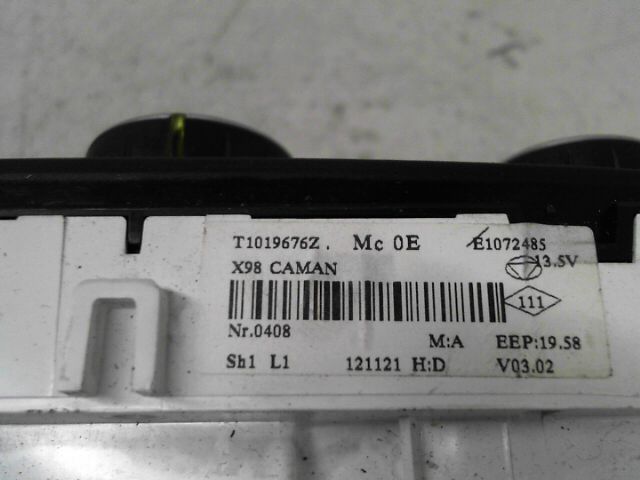 T1019676Z. Mc 0E E1072485
X98 CAMAN 13.5V
111
Nr.0408 M:A EEP:19.58
Sh1 L1 121121 H:D V03.02